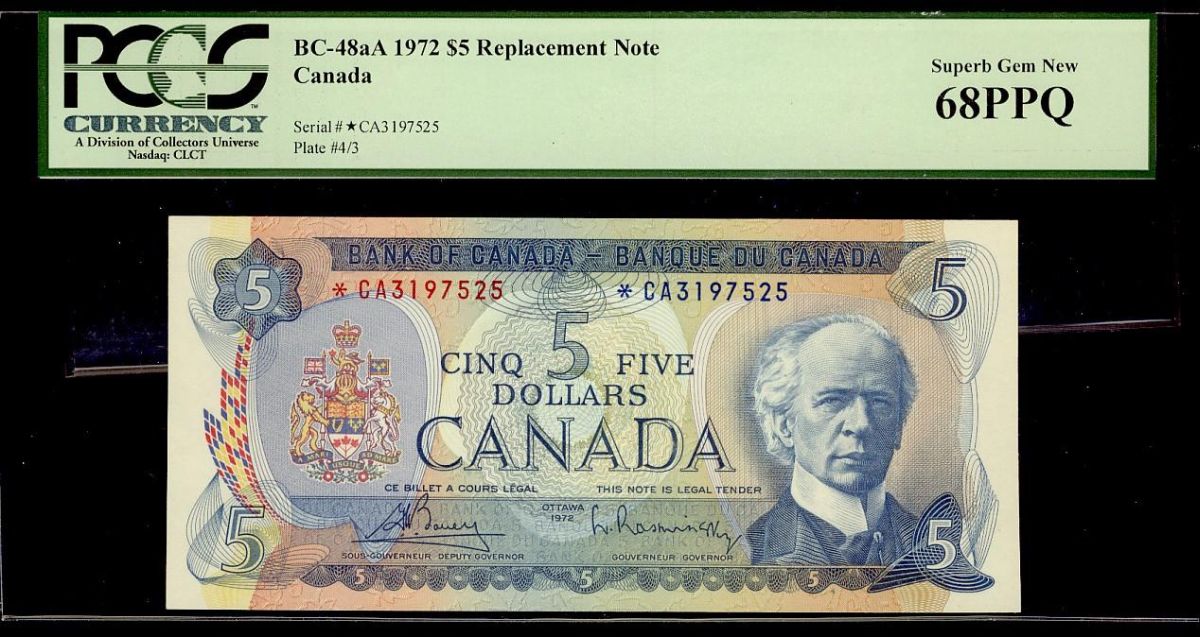 PCGS
CURRENCY
A Division of Collectors Universe
Nasdaq: CLCT
BC-48aA 1972 $5 Replacement Note
Canada
Serial #★CA3197525
Plate #4/3
Superb Gem New
68PPQ
BANK OF CANADA – BANQUE DU CANADA
5 5
*CA3197525 *CA3197525
CINQ 5 FIVE
DOLLARS
CANADA
CE BILLET A COURS LÉGAL THIS NOTE IS LEGAL TENDER
OTTAWA
1972
SOUS-GOUVERNEUR DEPUTY-GOVERNOR GOUVERNEUR GOVERNOR
5 5
5 5 5